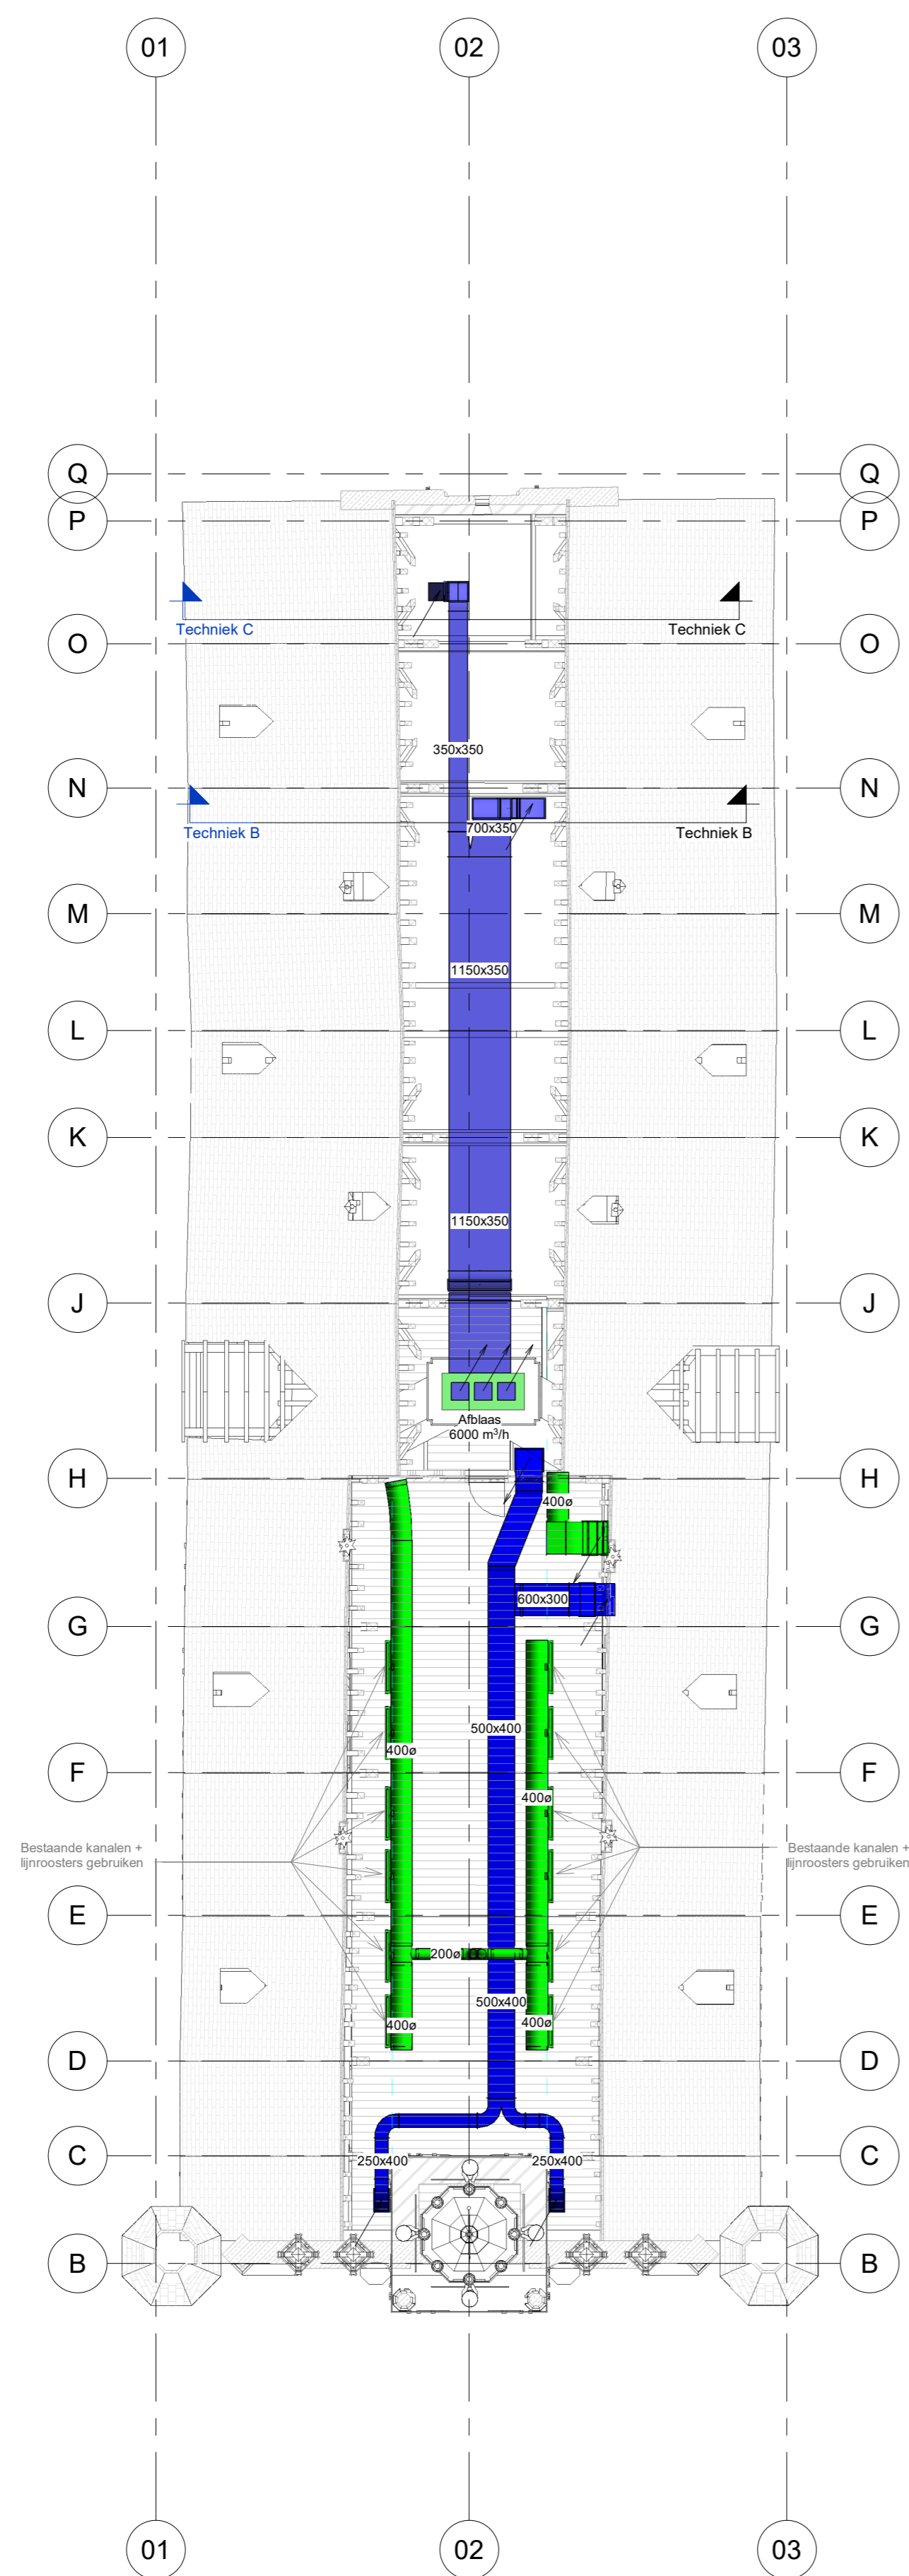 01 02 03
Q Q
P P
Techniek C Techniek C
O O
350x350
N N
700x350
Techniek B Techniek B
M M
1150x350
L L
K K
1150x350
J J
Afblaas
6000 m³/h
H H
400ø
600x300
G G
500x400
400ø
F F
400ø
Bestaande kanalen + Bestaande kanalen +
lijnroosters gebruiken lijnroosters gebruiken
E E
200ø
500x400
400ø 400ø
D D
C C
250x400 250x400
B B
01 02 03